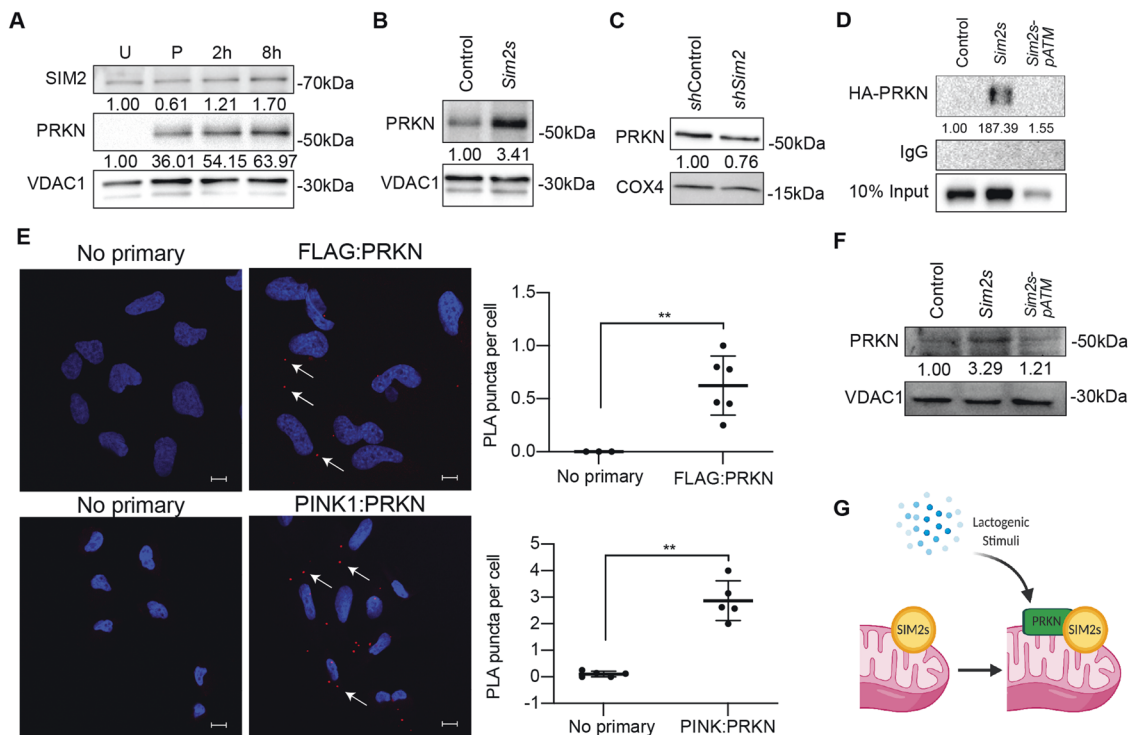 A
U P 2h 8h
SIM2
-70kDa
1.00 0.61 1.21 1.70
PRKN
-50kDa
1.00 36.01 54.15 63.97
VDAC1
-30kDa
B
Control
Sim2s
PRKN
-50kDa
1.00 3.41
VDAC1
-30kDa
C
shControl
shSim2
PRKN
-50kDa
1.00 0.76
COX4
-15kDa
D
Control
Sim2s
Sim2s-
pATM
HA-PRKN
1.00 187.39 1.55
IgG
10% Input
E
No primary
FLAG:PRKN
PLA puncta per cell
1.5
1.0
0.5
0.0
**
No primary
FLAG:PRKN
No primary
PINK1:PRKN
PLA puncta per cell
5
4
3
2
1
0
-1
**
No primary
PINK:PRKN
F
Control
Sim2s
Sim2s-
pATM
PRKN
-50kDa
1.00 3.29 1.21
VDAC1
-30kDa
G
Lactogenic
Stimuli
SIM2s
PRKN
SIM2s